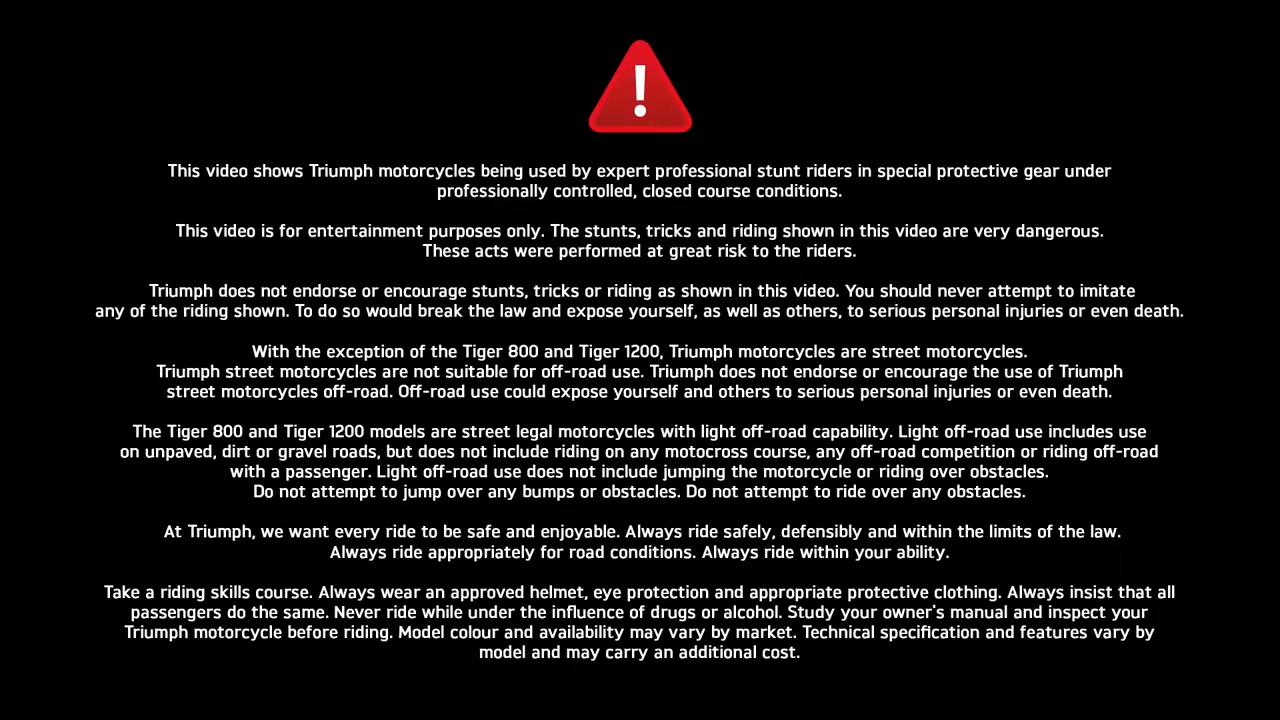 !
This video shows Triumph motorcycles being used by expert professional stunt riders in special protective gear under
professionally controlled, closed course conditions.
This video is for entertainment purposes only. The stunts, tricks and riding shown in this video are very dangerous.
These acts were performed at great risk to the riders.
Triumph does not endorse or encourage stunts, tricks or riding as shown in this video. You should never attempt to imitate
any of the riding shown. To do so would break the law and expose yourself, as well as others, to serious personal injuries or even death.
With the exception of the Tiger 800 and Tiger 1200, Triumph motorcycles are street motorcycles.
Triumph street motorcycles are not suitable for off-road use. Triumph does not endorse or encourage the use of Triumph
street motorcycles off-road. Off-road use could expose yourself and others to serious personal injuries or even death.
The Tiger 800 and Tiger 1200 models are street legal motorcycles with light off-road capability. Light off-road use includes use
on unpaved, dirt or gravel roads, but does not include riding on any motocross course, any off-road competition or riding off-road
with a passenger. Light off-road use does not include jumping the motorcycle or riding over obstacles.
Do not attempt to jump over any bumps or obstacles. Do not attempt to ride over any obstacles.
At Triumph, we want every ride to be safe and enjoyable. Always ride safely, defensibly and within the limits of the law.
Always ride appropriately for road conditions. Always ride within your ability.
Take a riding skills course. Always wear an approved helmet, eye protection and appropriate protective clothing. Always insist that all
passengers do the same. Never ride while under the influence of drugs or alcohol. Study your owner's manual and inspect your
Triumph motorcycle before riding. Model colour and availability may vary by market. Technical specification and features vary by
model and may carry an additional cost.